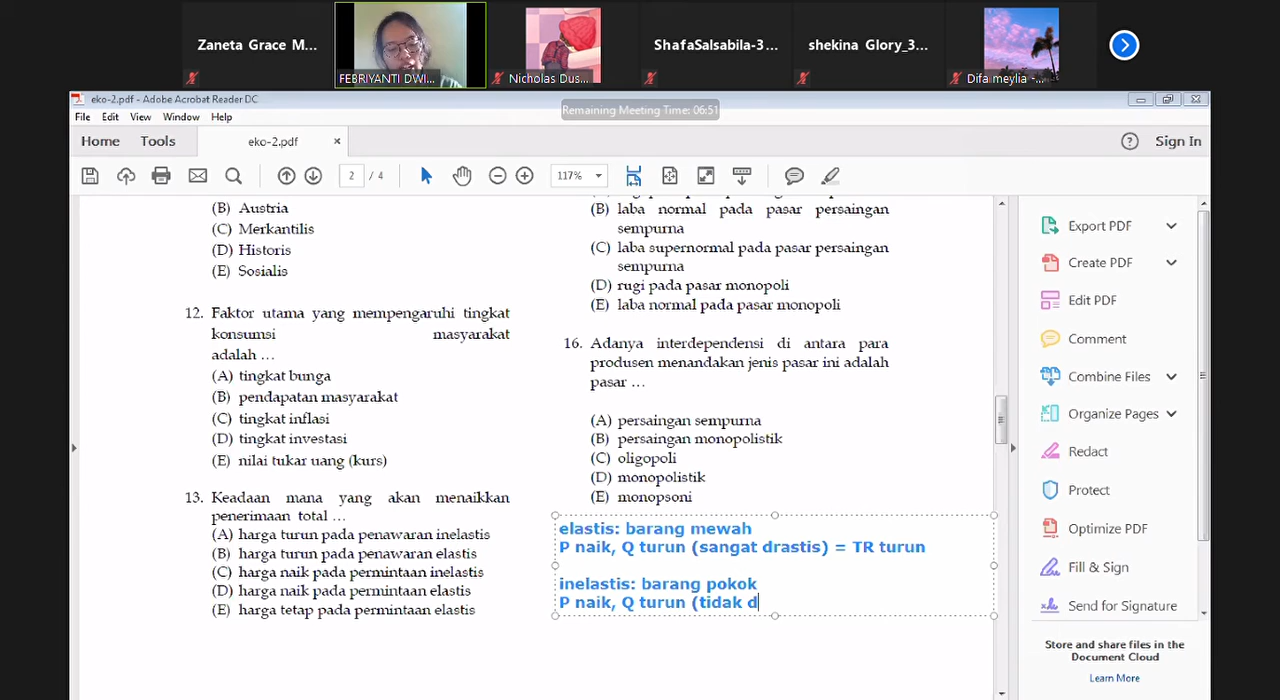 Zaneta Grace M...
FEBRIYANTI DWI...
Nicholas Dus...
ShafaSalsabila-3...
shekina Glory_3...
Difa meylia -...
eko-2.pdf - Adobe Acrobat Reader DC
Remaining Meeting Time: 06:51
File Edit View Window Help
Home Tools eko-2.pdf × Sign In
2 / 4 117%
(B) Austria
(C) Merkantilis
(D) Historis
(E) Sosialis
12. Faktor utama yang mempengaruhi tingkat
konsumsi masyarakat
adalah ...
(A) tingkat bunga
(B) pendapatan masyarakat
(C) tingkat inflasi
(D) tingkat investasi
(E) nilai tukar uang (kurs)
13. Keadaan mana yang akan menaikkan
penerimaan total ...
(A) harga turun pada penawaran inelastis
(B) harga turun pada penawaran elastis
(C) harga naik pada permintaan inelastis
(D) harga naik pada permintaan elastis
(E) harga tetap pada permintaan elastis
(B) laba normal pada pasar persaingan
sempurna
(C) laba supernormal pada pasar persaingan
sempurna
(D) rugi pada pasar monopoli
(E) laba normal pada pasar monopoli
16. Adanya interdependensi di antara para
produsen menandakan jenis pasar ini adalah
pasar ...
(A) persaingan sempurna
(B) persaingan monopolistik
(C) oligopoli
(D) monopolistik
(E) monopsoni
elastis: barang mewah
P naik, Q turun (sangat drastis) = TR turun
inelastis: barang pokok
P naik, Q turun (tidak d
Export PDF
Create PDF
Edit PDF
Comment
Combine Files
Organize Pages
Redact
Protect
Optimize PDF
Fill & Sign
Send for Signature
Store and share files in the
Document Cloud
Learn More